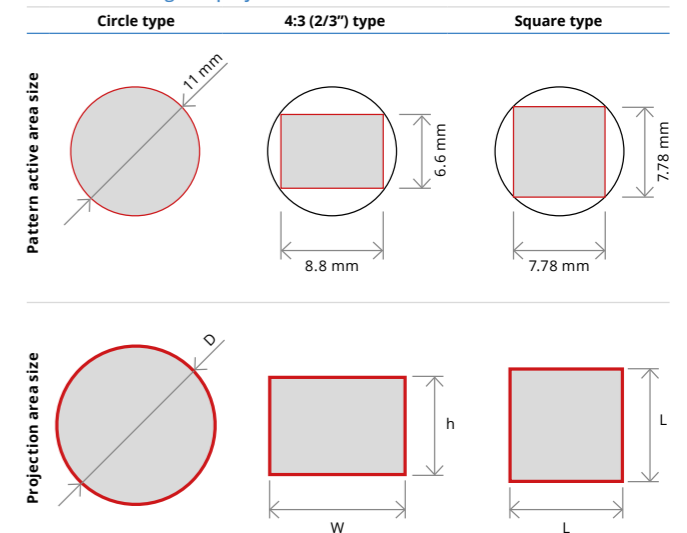 Circle type
4:3 (2/3”) type
Square type
Pattern active area size
11 mm
6.6 mm
8.8 mm
7.78 mm
7.78 mm
Projection area size
D
h
W
L
L